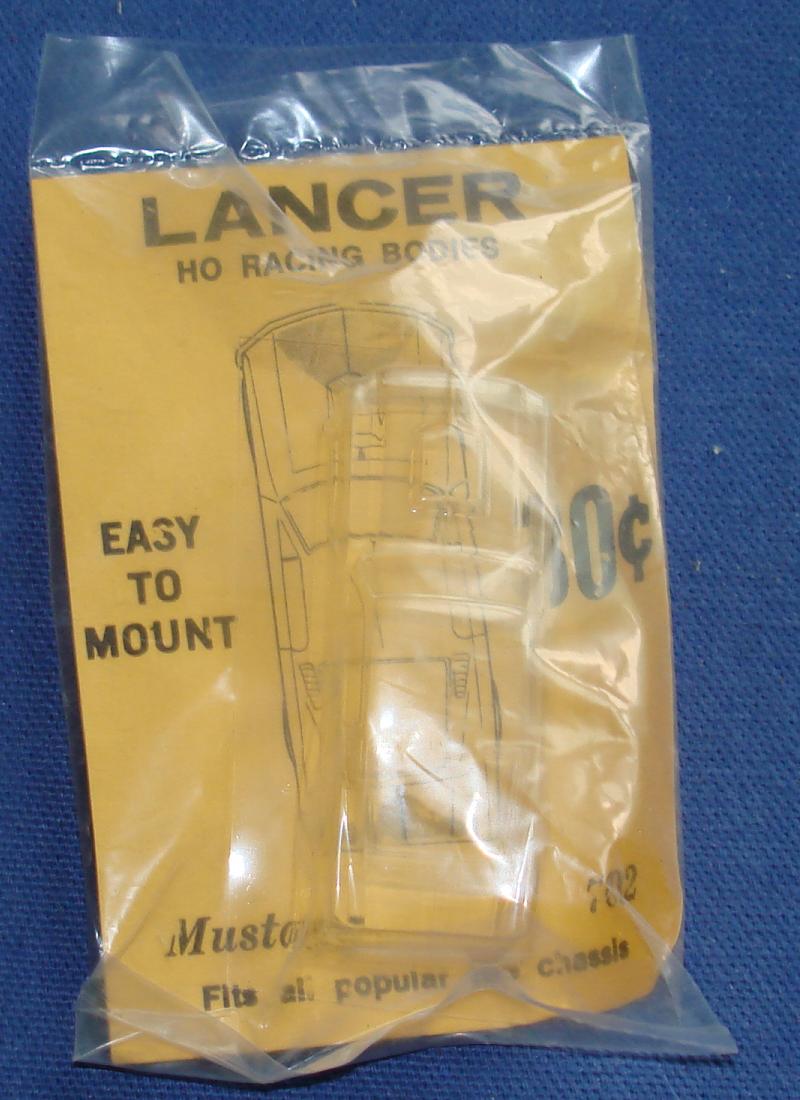 LANCER
HO RACING BODIES
EASY
TO
MOUNT
702
Fits all popular chassis